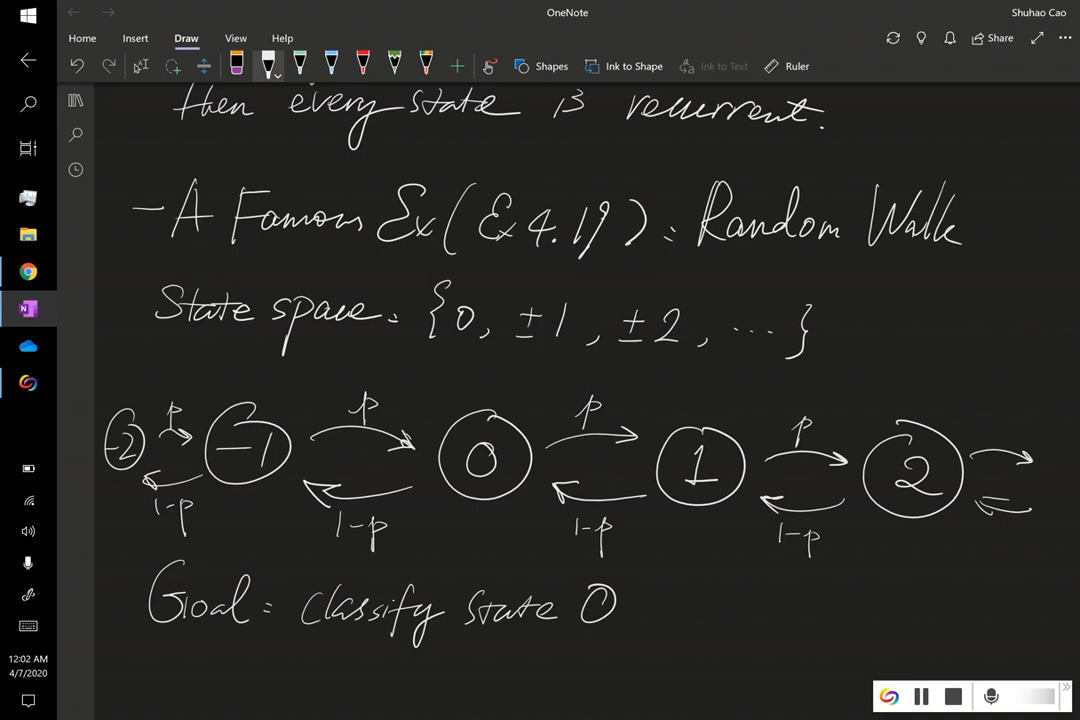 OneNote
Shuhao Cao
Home Insert Draw View Help
Share
Shapes Ink to Shape Ink to Text Ruler
then every state is recurrent.
- A Famous Ex (Ex 4.19) : Random Walk
State space = {0, ±1, ±2, ...}
p p p p
-2 -1 0 1 2
1-p 1-p 1-p 1-p
Goal = classify state 0
12:02 AM
4/7/2020